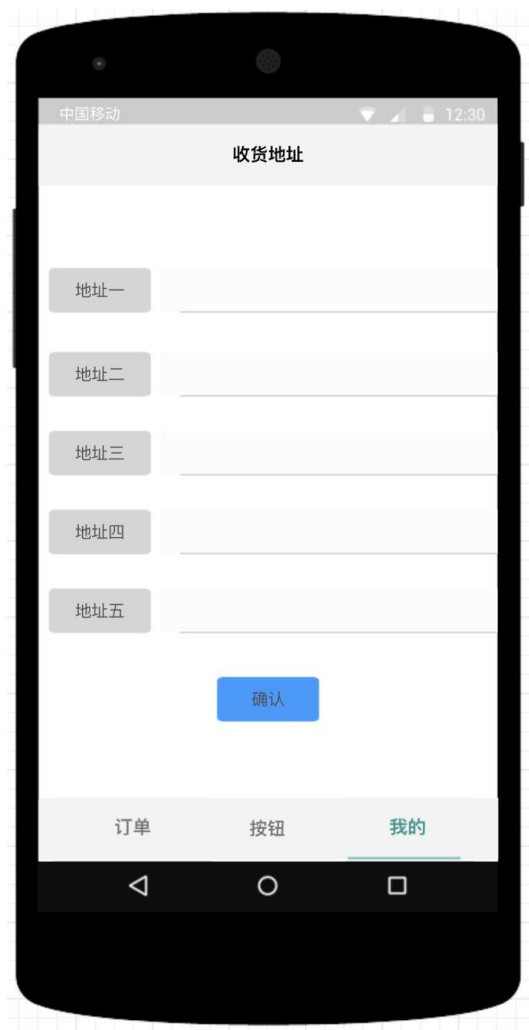 中国移动 12:30
收货地址
地址一
地址二
地址三
地址四
地址五
确认
订单 按钮 我的